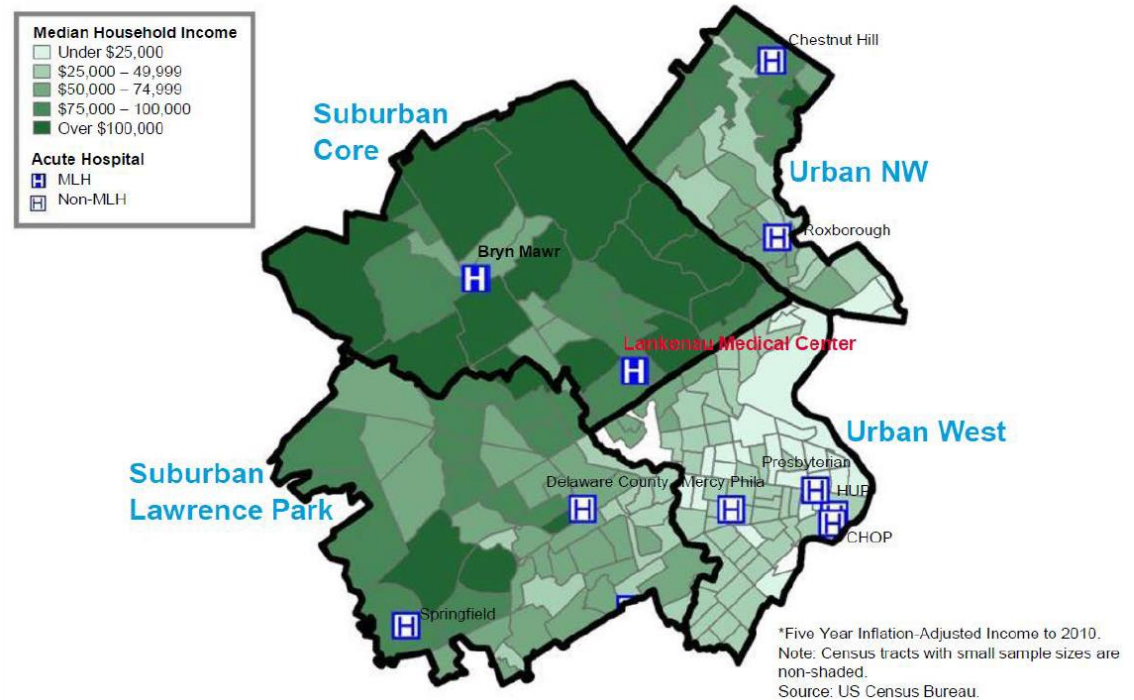 Median Household Income
Under $25,000
$25,000 – 49,999
$50,000 – 74,999
$75,000 – 100,000
Over $100,000
Acute Hospital
H MLH
H Non-MLH
Chestnut Hill
H
Suburban
Core
Urban NW
Roxborough
H
Bryn Mawr
H
Lankenau Medical Center
H
Urban West
Suburban
Lawrence Park
Delaware County
H
Mercy Phila
H
Presbyterian
H
HUP
H
CHOP
Springfield
H
*Five Year Inflation-Adjusted Income to 2010.
Note: Census tracts with small sample sizes are
non-shaded.
Source: US Census Bureau.